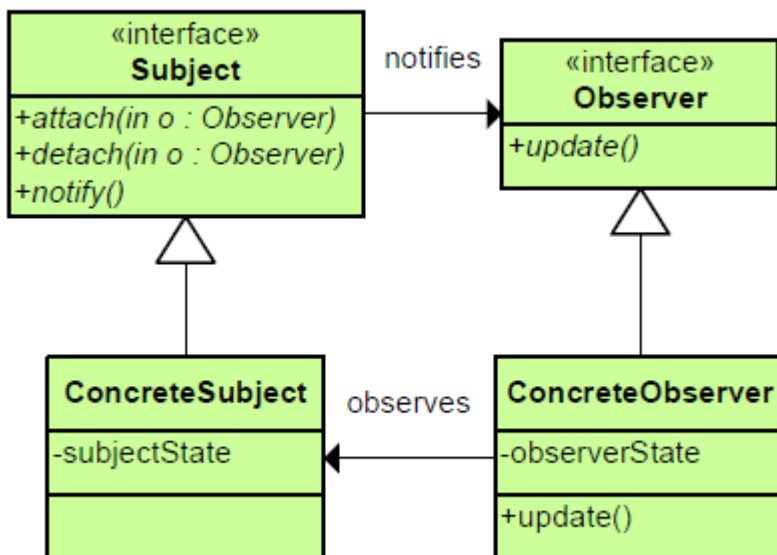 «interface»
Subject
+attach(in o : Observer)
+detach(in o : Observer)
+notify()
notifies
«interface»
Observer
+update()
ConcreteSubject
-subjectState
observes
ConcreteObserver
-observerState
+update()